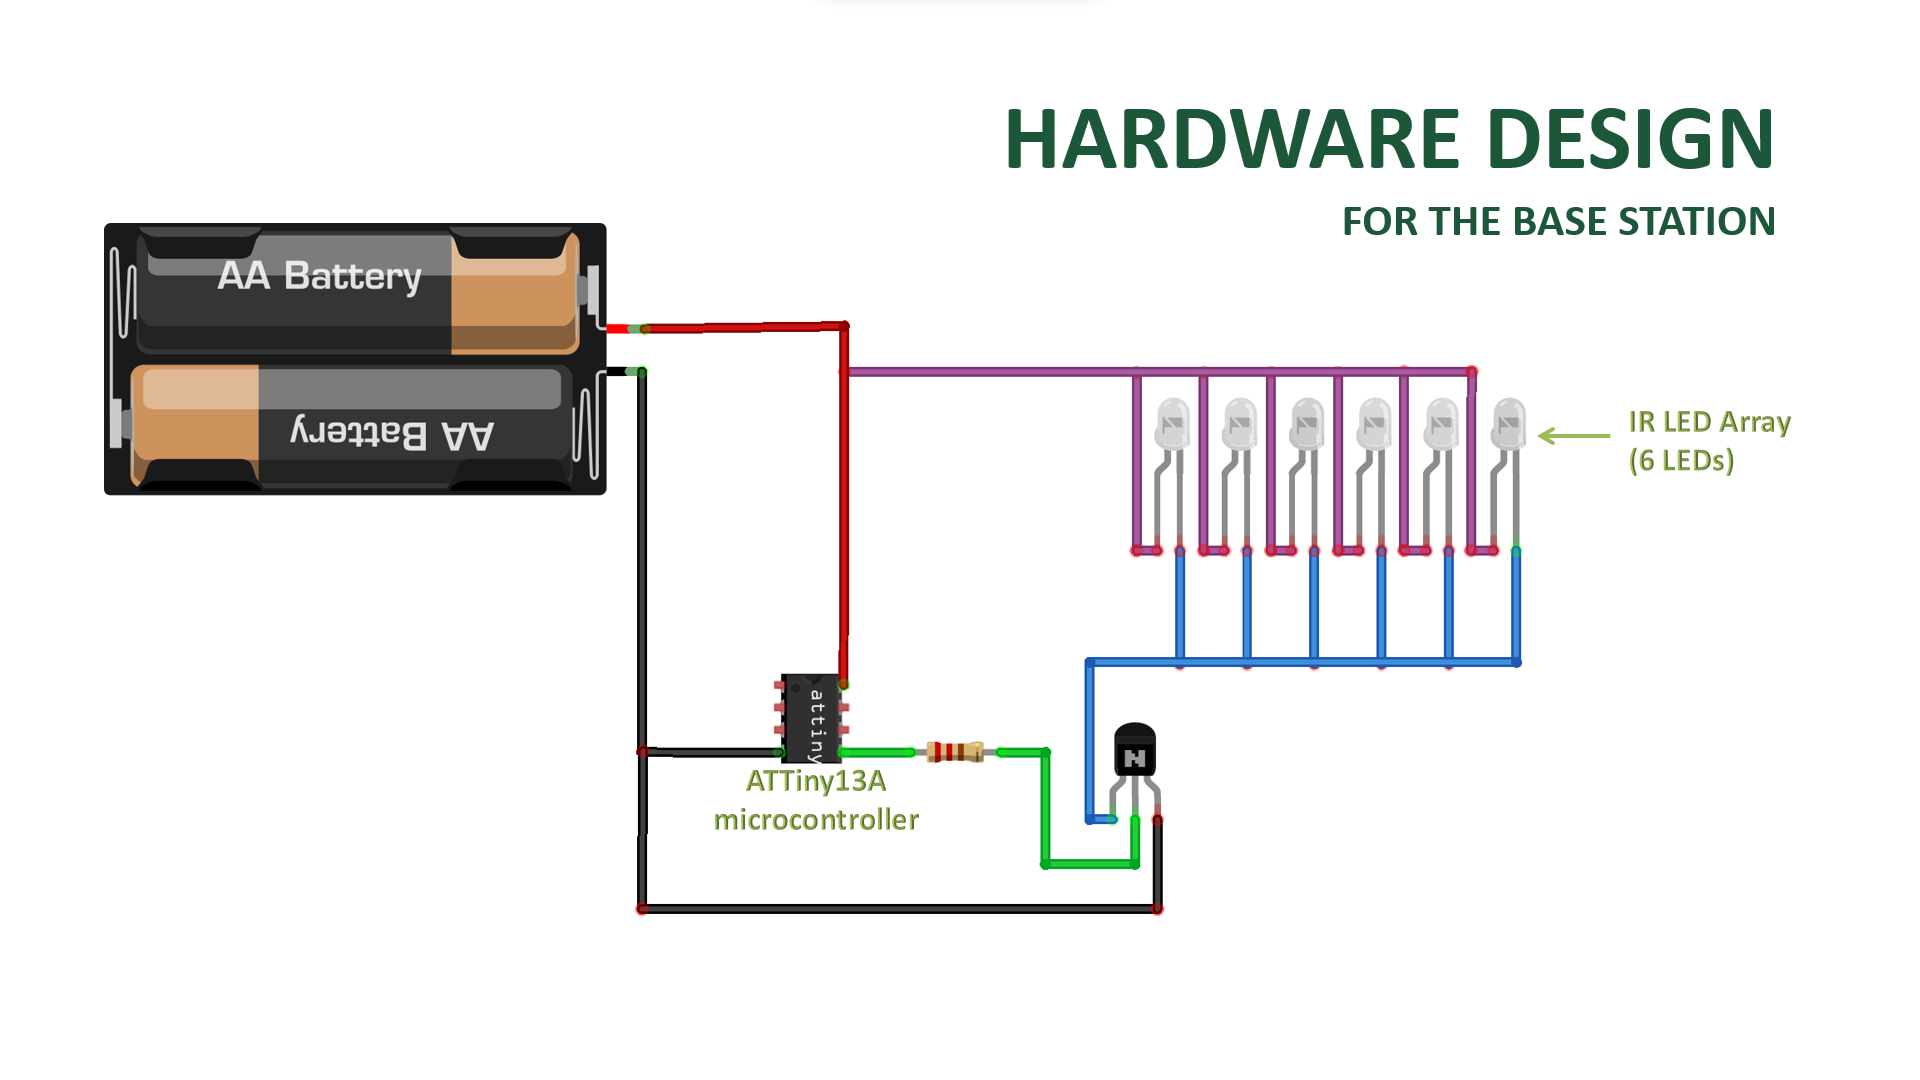 HARDWARE DESIGN
FOR THE BASE STATION
AA Battery
AA Battery
IR LED Array
(6 LEDs)
attiny
N
ATTiny13A
microcontroller